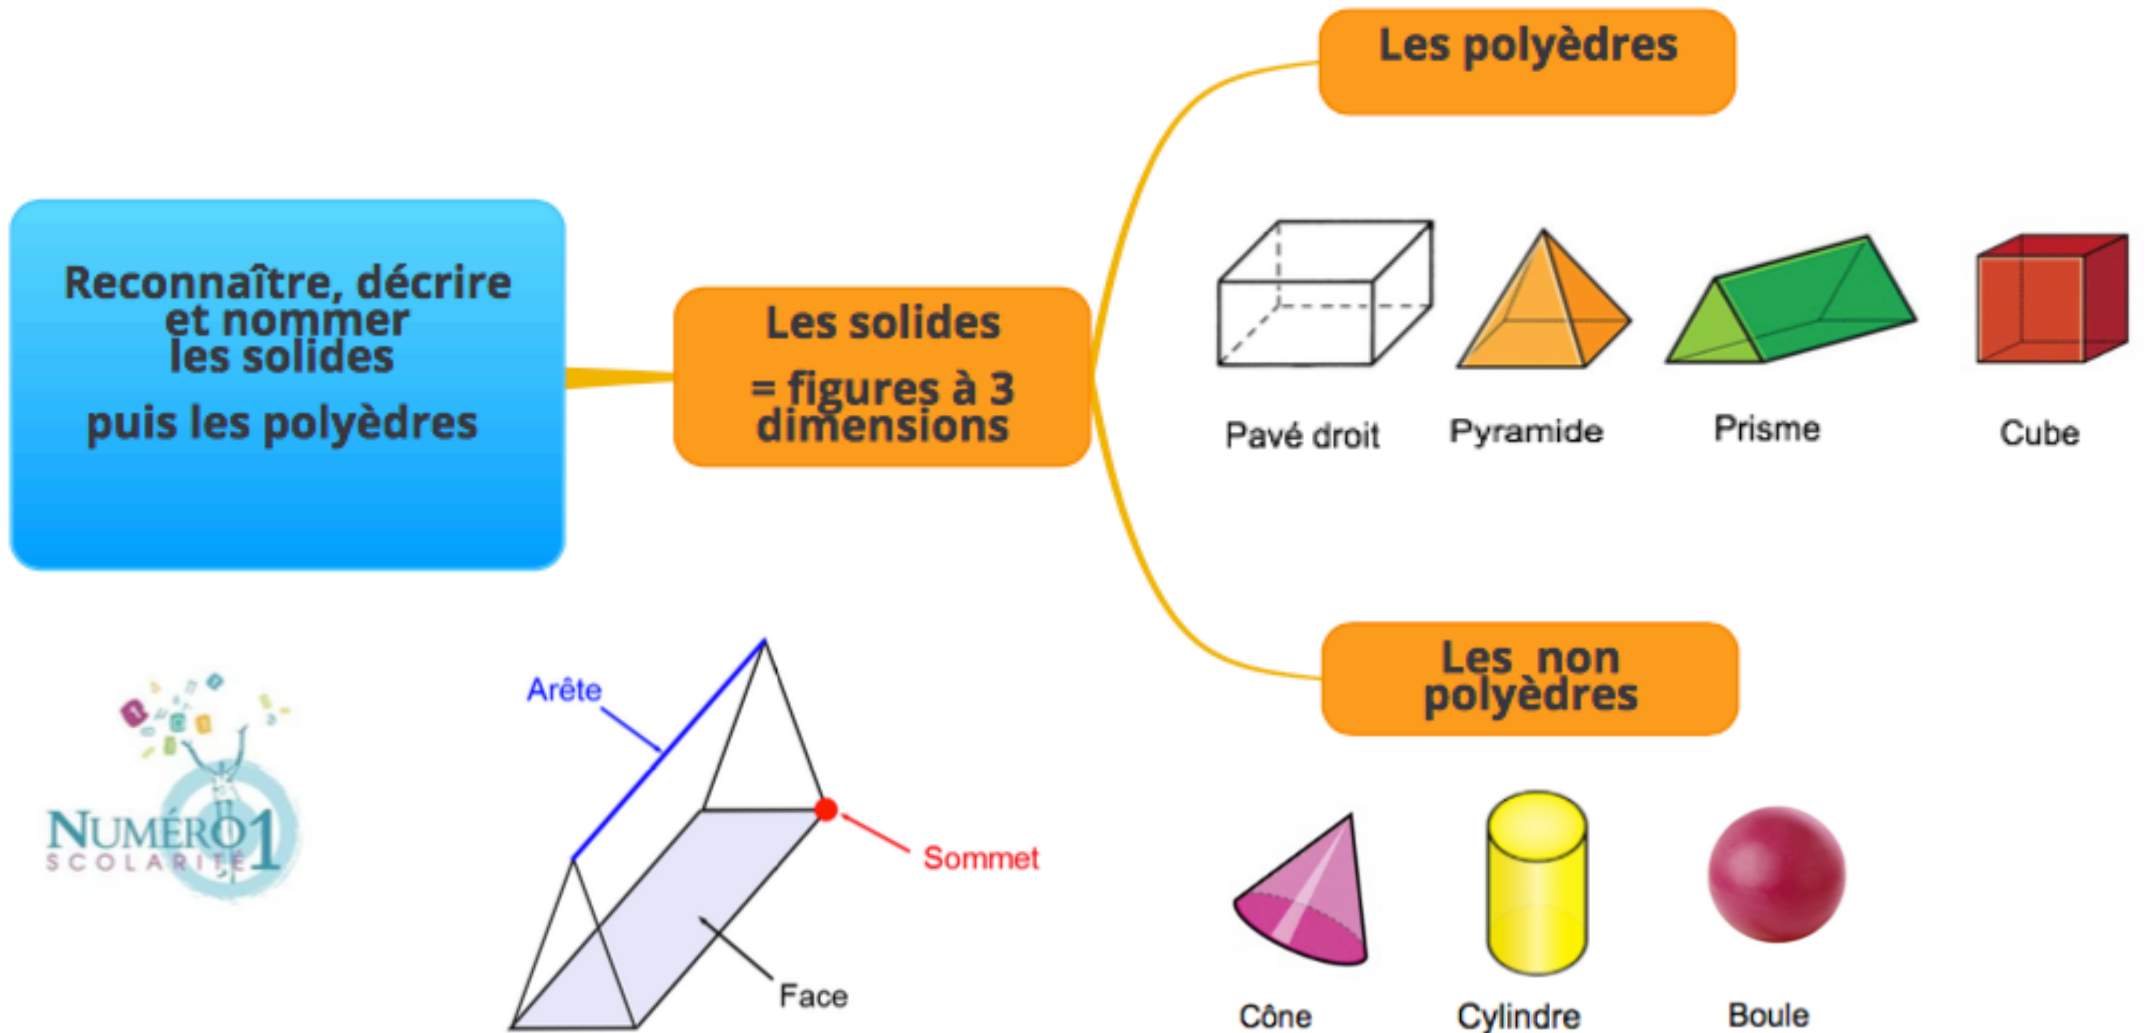 Reconnaître, décrire
et nommer
les solides
puis les polyèdres
Les solides
= figures à 3
dimensions
Les polyèdres
Pavé droit
Pyramide
Prisme
Cube
Les non
polyèdres
Cône
Cylindre
Boule
Arête
Sommet
Face
NUMÉRO1
SCOLARITÉ